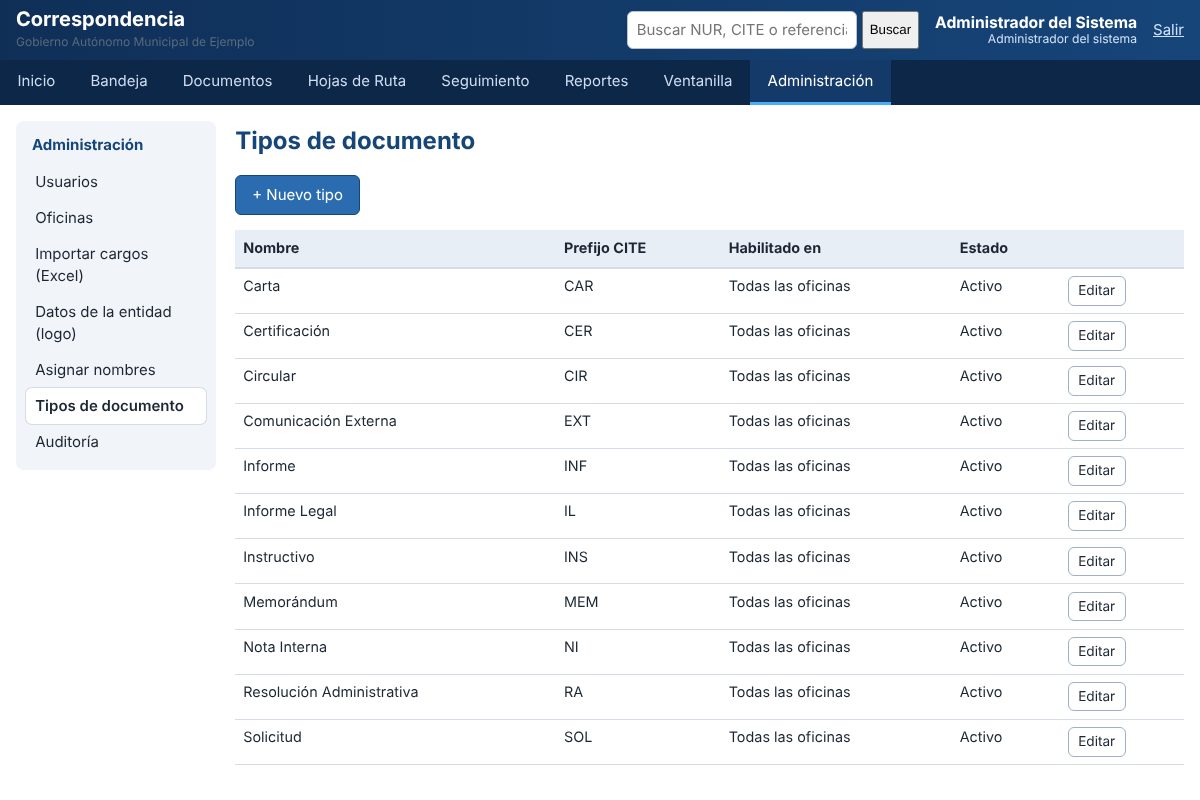 Correspondencia
Gobierno Autónomo Municipal de Ejemplo
Buscar NUR, CITE o referencia
Buscar
Administrador del Sistema
Administrador del sistema
Salir
Inicio Bandeja Documentos Hojas de Ruta Seguimiento Reportes Ventanilla Administración
Administración
Usuarios
Oficinas
Importar cargos
(Excel)
Datos de la entidad
(logo)
Asignar nombres
Tipos de documento
Auditoría
Tipos de documento
+ Nuevo tipo
Nombre Prefijo CITE Habilitado en Estado
Carta CAR Todas las oficinas Activo Editar
Certificación CER Todas las oficinas Activo Editar
Circular CIR Todas las oficinas Activo Editar
Comunicación Externa EXT Todas las oficinas Activo Editar
Informe INF Todas las oficinas Activo Editar
Informe Legal IL Todas las oficinas Activo Editar
Instructivo INS Todas las oficinas Activo Editar
Memorándum MEM Todas las oficinas Activo Editar
Nota Interna NI Todas las oficinas Activo Editar
Resolución Administrativa RA Todas las oficinas Activo Editar
Solicitud SOL Todas las oficinas Activo Editar